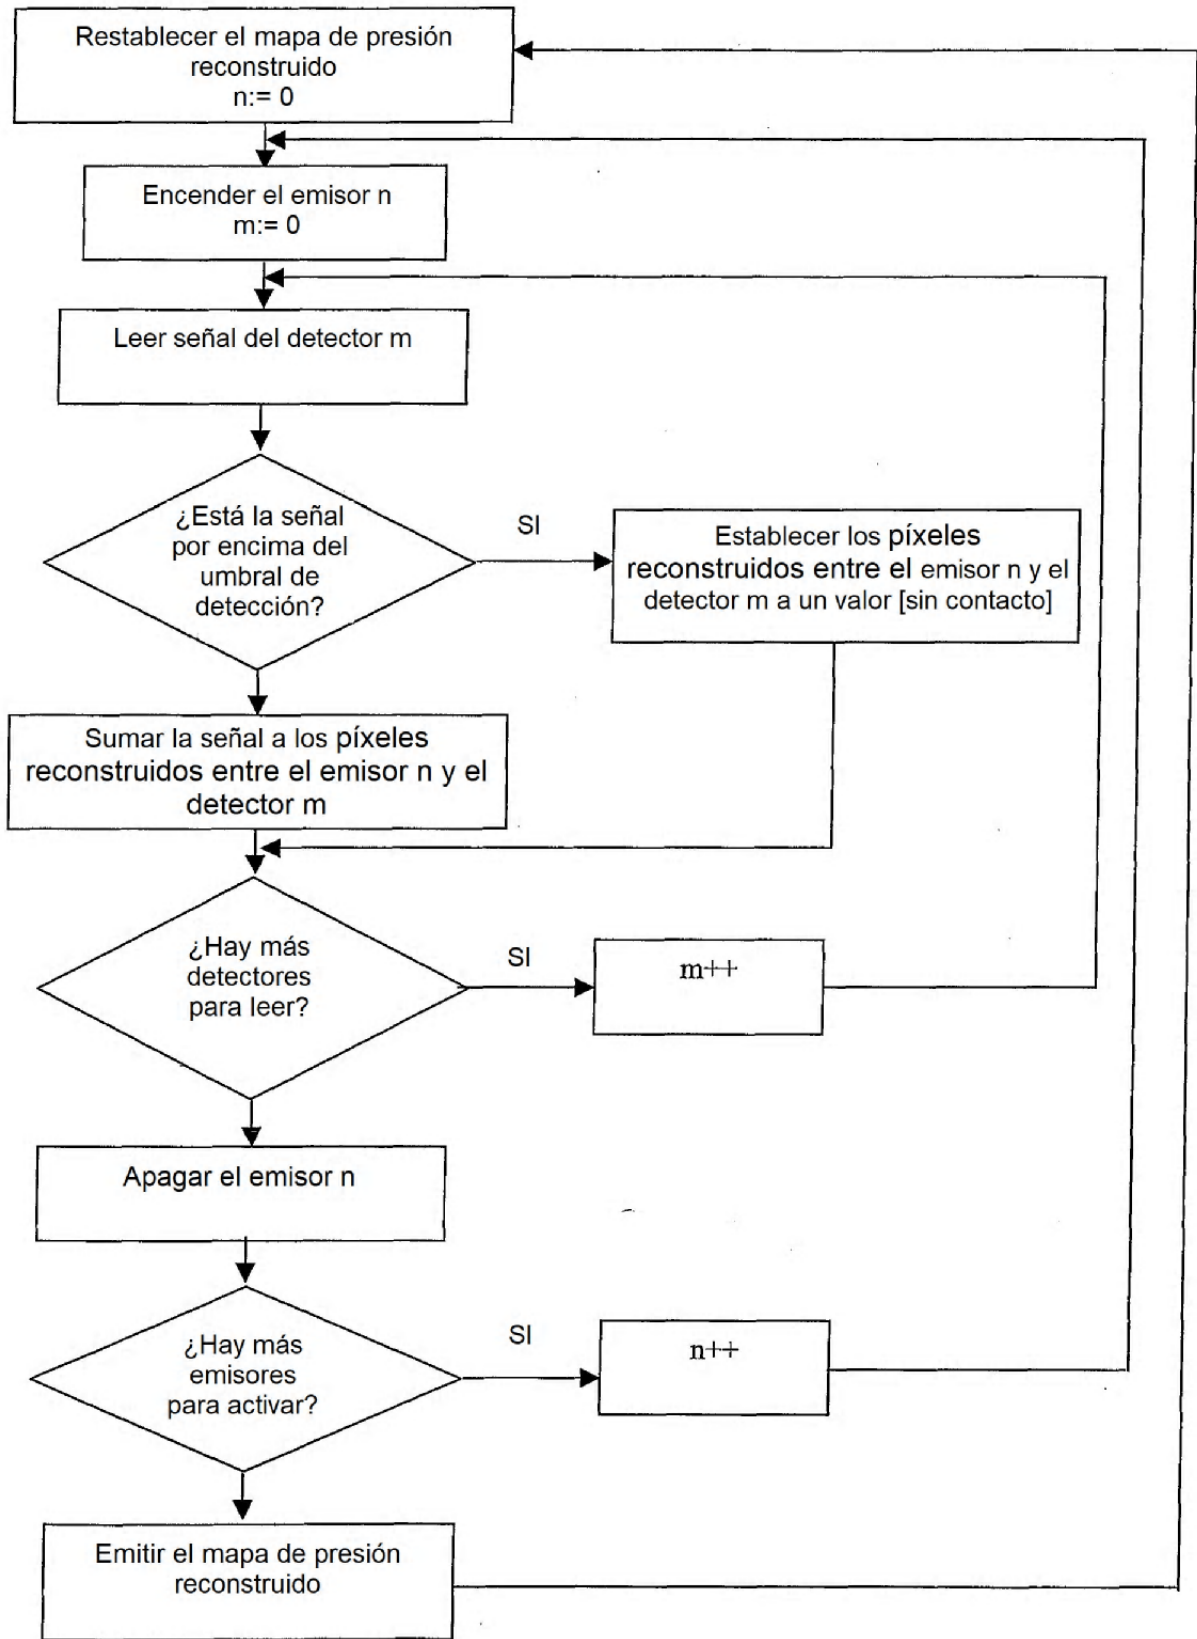 Restablecer el mapa de presión
reconstruido
n:= 0
Encender el emisor n
m:= 0
Leer señal del detector m
¿Está la señal
por encima del
umbral de
detección?
SI
Establecer los píxeles
reconstruidos entre el emisor n y el
detector m a un valor [sin contacto]
Sumar la señal a los píxeles
reconstruidos entre el emisor n y el
detector m
¿Hay más
detectores
para leer?
SI
m++
Apagar el emisor n
¿Hay más
emisores
para activar?
SI
n++
Emitir el mapa de presión
reconstruido